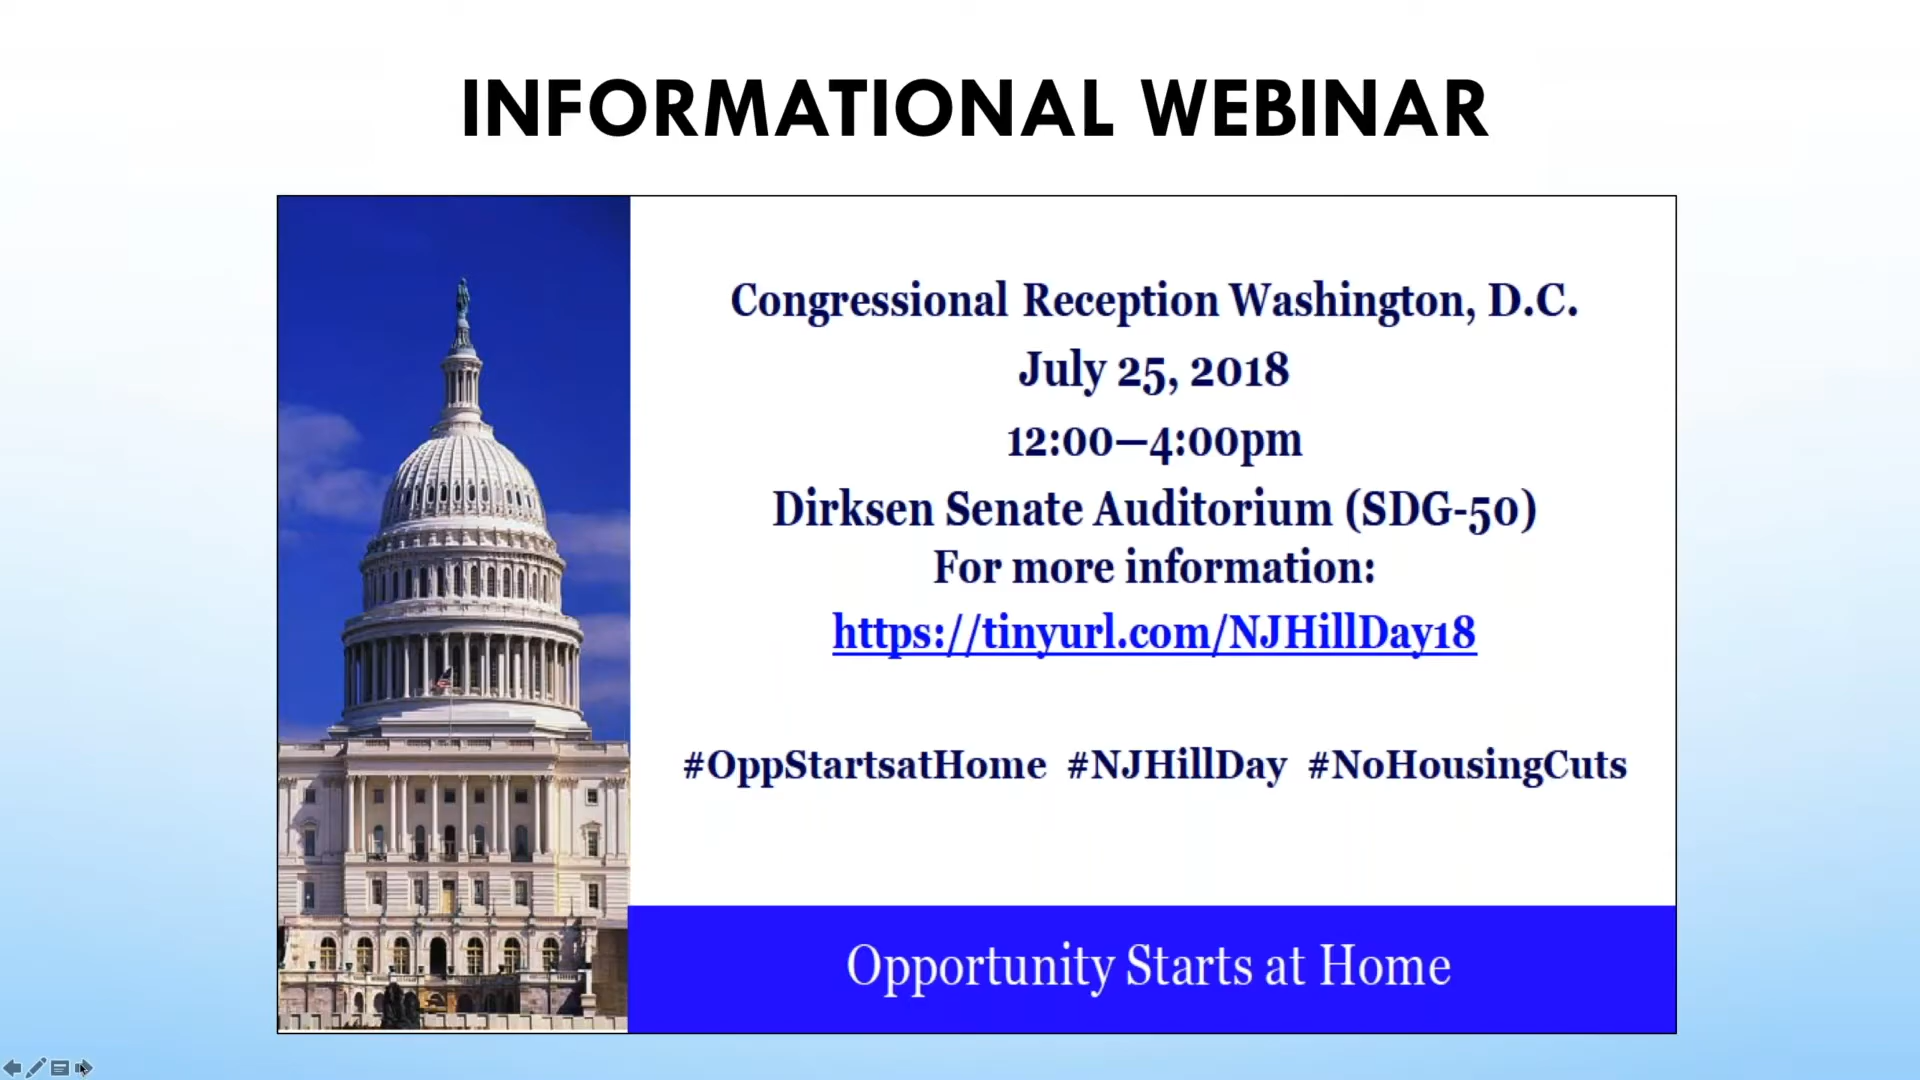 INFORMATIONAL WEBINAR
Congressional Reception Washington, D.C.
July 25, 2018
12:00—4:00pm
Dirksen Senate Auditorium (SDG-50)
For more information:
https://tinyurl.com/NJHillDay18
#OppStartsatHome #NJHillDay #NoHousingCuts
Opportunity Starts at Home